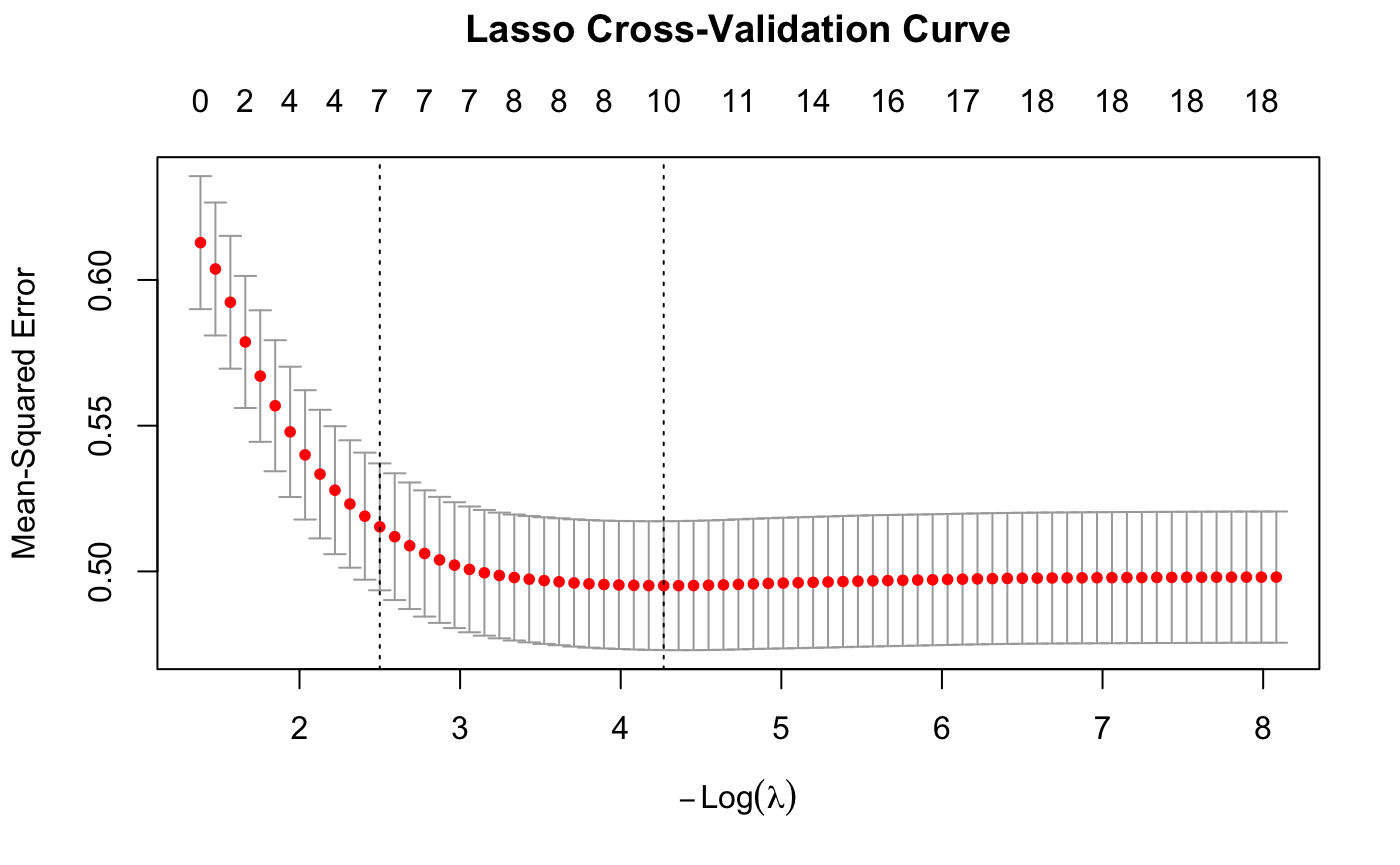 Lasso Cross-Validation Curve
0 2 4 4 7 7 7 8 8 8 10 11 14 16 17 18 18 18 18
Mean-Squared Error
0.60
0.55
0.50
2 3 4 5 6 7 8
−Log(λ)